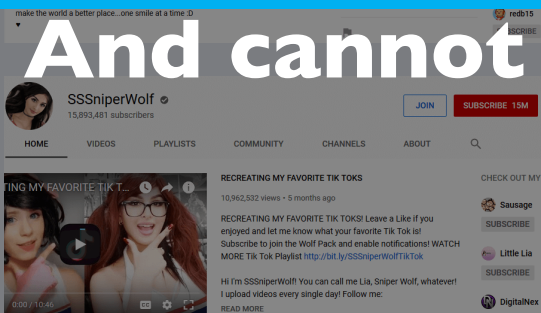 make the world a better place...one smile at a time :D
♥
redb15
SUBSCRIBE
And cannot
SSSniperWolf
15,893,481 subscribers
JOIN
SUBSCRIBE 15M
HOME
VIDEOS
PLAYLISTS
COMMUNITY
CHANNELS
ABOUT
TING MY FAVORITE TIK T...
0:00 / 10:46
CC
RECREATING MY FAVORITE TIK TOKS
10,962,532 views • 5 months ago
RECREATING MY FAVORITE TIK TOKS! Leave a Like if you
enjoyed and let me know what your favorite Tik Tok is!
Subscribe to join the Wolf Pack and enable notifications! WATCH
MORE Tik Tok Playlist http://bit.ly/SSSniperWolfTikTok
Hi I'm SSSniperWolf! You can call me Lia, Sniper Wolf, whatever!
I upload videos every single day! Follow me:
READ MORE
CHECK OUT MY
Sausage
SUBSCRIBE
Little Lia
SUBSCRIBE
DigitalNex